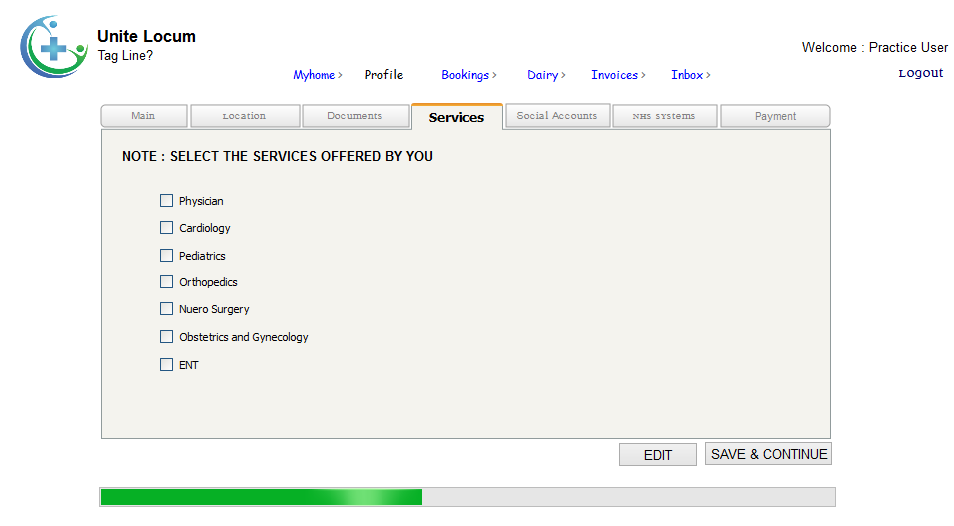 Unite Locum
Tag Line?
Welcome : Practice User
Myhome > Profile Bookings > Dairy > Invoices > Inbox >
Logout
Main Location Documents Services Social Accounts NHS systems Payment
NOTE : SELECT THE SERVICES OFFERED BY YOU
Physician
Cardiology
Pediatrics
Orthopedics
Nuero Surgery
Obstetrics and Gynecology
ENT
EDIT SAVE & CONTINUE